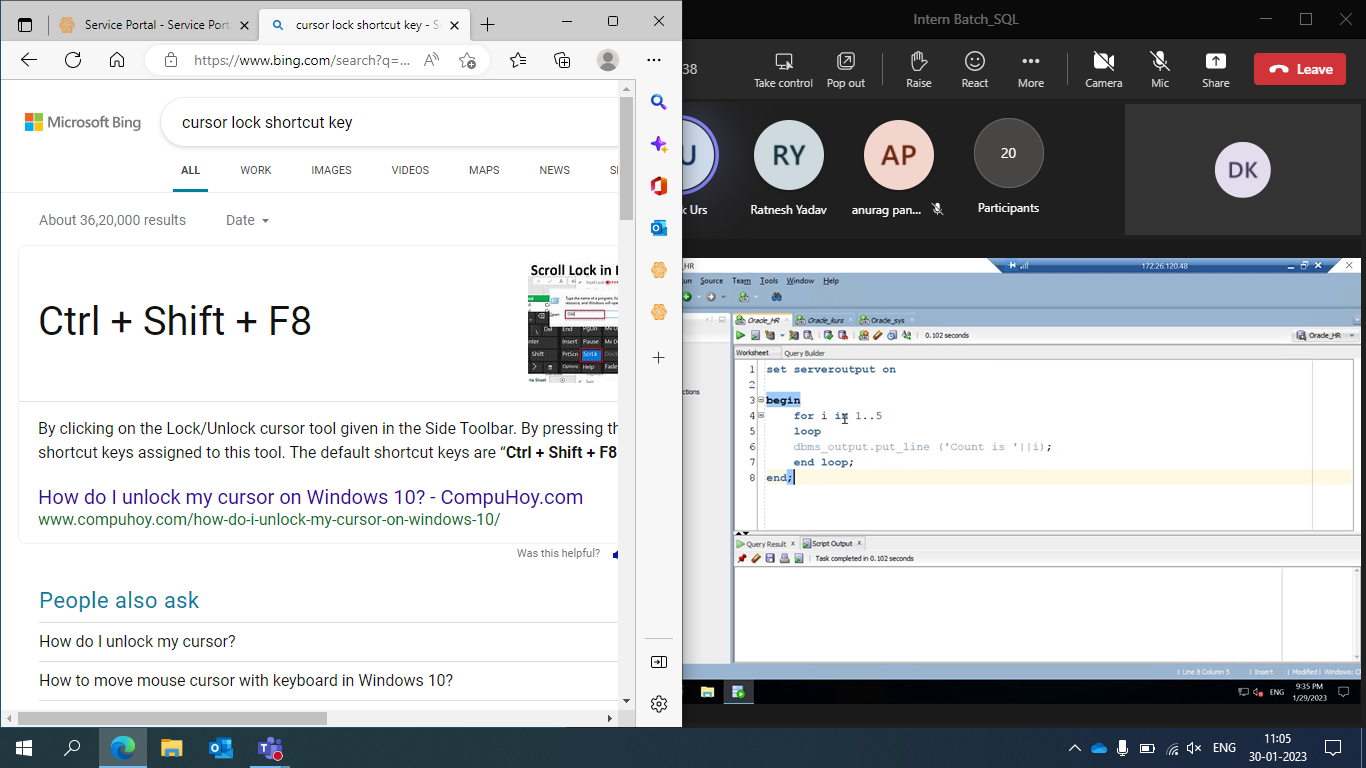 Service Portal - Service Port
cursor lock shortcut key - S
https://www.bing.com/search?q=...
Microsoft Bing
cursor lock shortcut key
ALL
WORK
IMAGES
VIDEOS
MAPS
NEWS
About 36,20,000 results
Date
Ctrl + Shift + F8
Scroll Lock in
By clicking on the Lock/Unlock cursor tool given in the Side Toolbar. By pressing th
shortcut keys assigned to this tool. The default shortcut keys are “Ctrl + Shift + F8
How do I unlock my cursor on Windows 10? - CompuHoy.com
www.compuhoy.com/how-do-i-unlock-my-cursor-on-windows-10/
Was this helpful?
People also ask
How do I unlock my cursor?
How to move mouse cursor with keyboard in Windows 10?
Intern Batch_SQL
38
Take control
Pop out
Raise
React
More
Camera
Mic
Share
Leave
U
RY
AP
20
DK
k Urs
Ratnesh Yadav
anurag pan...
Participants
_HR
172.26.120.48
un Source Team Tools Window Help
Oracle_HR
Oracle_kurs
Oracle_sys
0.102 seconds
Oracle_HR
Worksheet
Query Builder
ctions
1 set serveroutput on
2
3 begin
4 for i in 1..5
5 loop
6 dbms_output.put_line ('Count is '||i);
7 end loop;
8 end;
Query Result
Script Output
Task completed in 0.102 seconds
Line 8 Column 5
Insert
Modified
Windows: C
ENG
9:35 PM
1/29/2023
ENG
11:05
30-01-2023